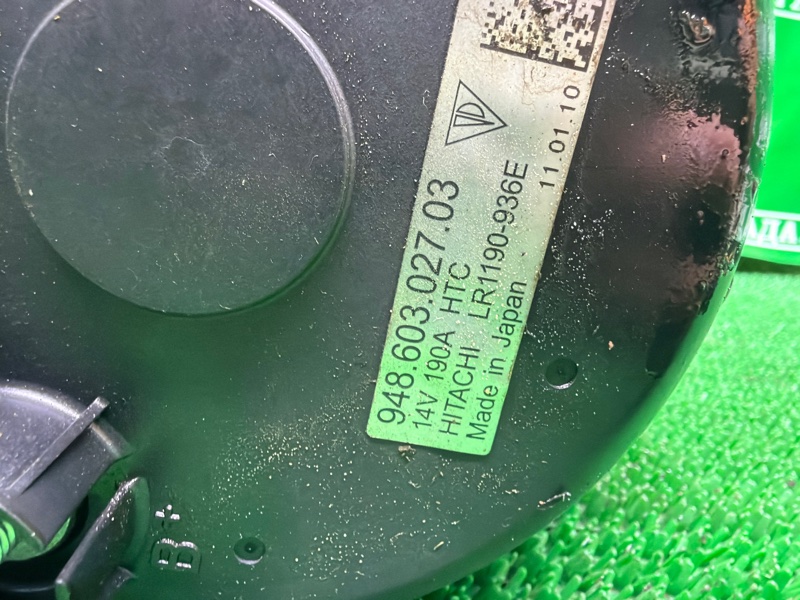 948.603.027.03
14V 190A HTC
HITACHI LR1190-936E
Made in Japan 11.01.10
B+